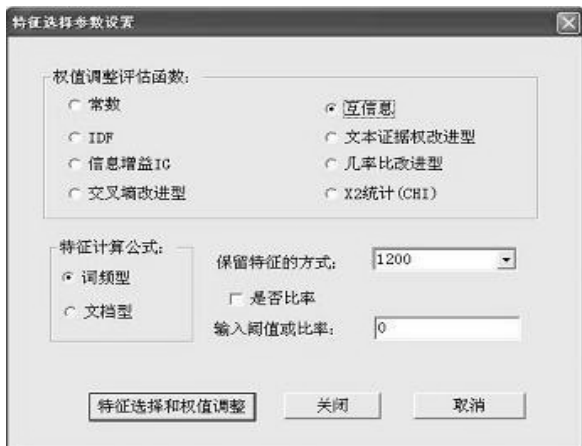 特征选择参数设置
权值调整评估函数:
常数 互信息
IDF 文本证据权改进型
信息增益IG 几率比改进型
交叉熵改进型 X2统计(CHI)
特征计算公式:
词频型
文档型
保留特征的方式: 1200
是否比率
输入阈值或比率: 0
特征选择和权值调整 关闭 取消